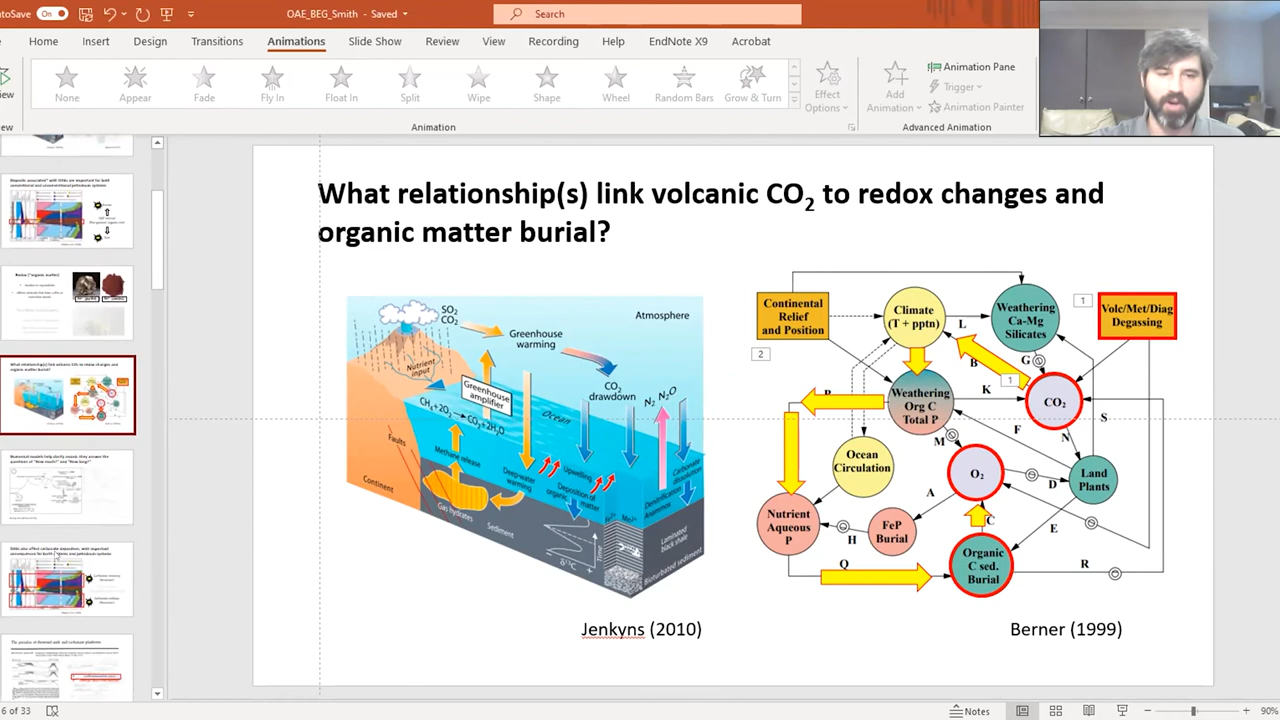 AutoSave On OAE_BEG_Smith - Saved Search
Home Insert Design Transitions Animations Slide Show Review View Recording Help EndNote X9 Acrobat
None Appear Fade Fly In Float In Split Wipe Shape Wheel Random Bars Grow & Turn
Effect Options
Add Animation
Animation Pane
Trigger
Animation Painter
Animation
Advanced Animation
What relationship(s) link volcanic CO2 to redox changes and
organic matter burial?
SO2
CO2
Atmosphere
Greenhouse
warming
Nutrient
input
Greenhouse
amplifier
CO2
drawdown
N2 N2O
CH4+2O2→CO2+2H2O
Ocean
Faults
Methane release
Deep-water
warming
Upwelling
Deposition of
organic matter
Carbonate
dissolution
Denitrification
Anammox
Continent
Gas hydrates
Sediment
Time
δ13C
Laminated
black shale
Bioturbated sediment
Jenkyns (2010)
Continental
Relief
and Position
Climate
(T + pptn)
Weathering
Ca-Mg
Silicates
Volc/Met/Diag
Degassing
1
2
1
L
G
B
Weathering
Org C
Total P
K
CO2
S
F
N
M
Ocean
Circulation
O2
D
Land
Plants
A
Nutrient
Aqueous
P
H
FeP
Burial
C
E
Organic
C sed.
Burial
Q
R
Berner (1999)
6 of 33
Notes
90%